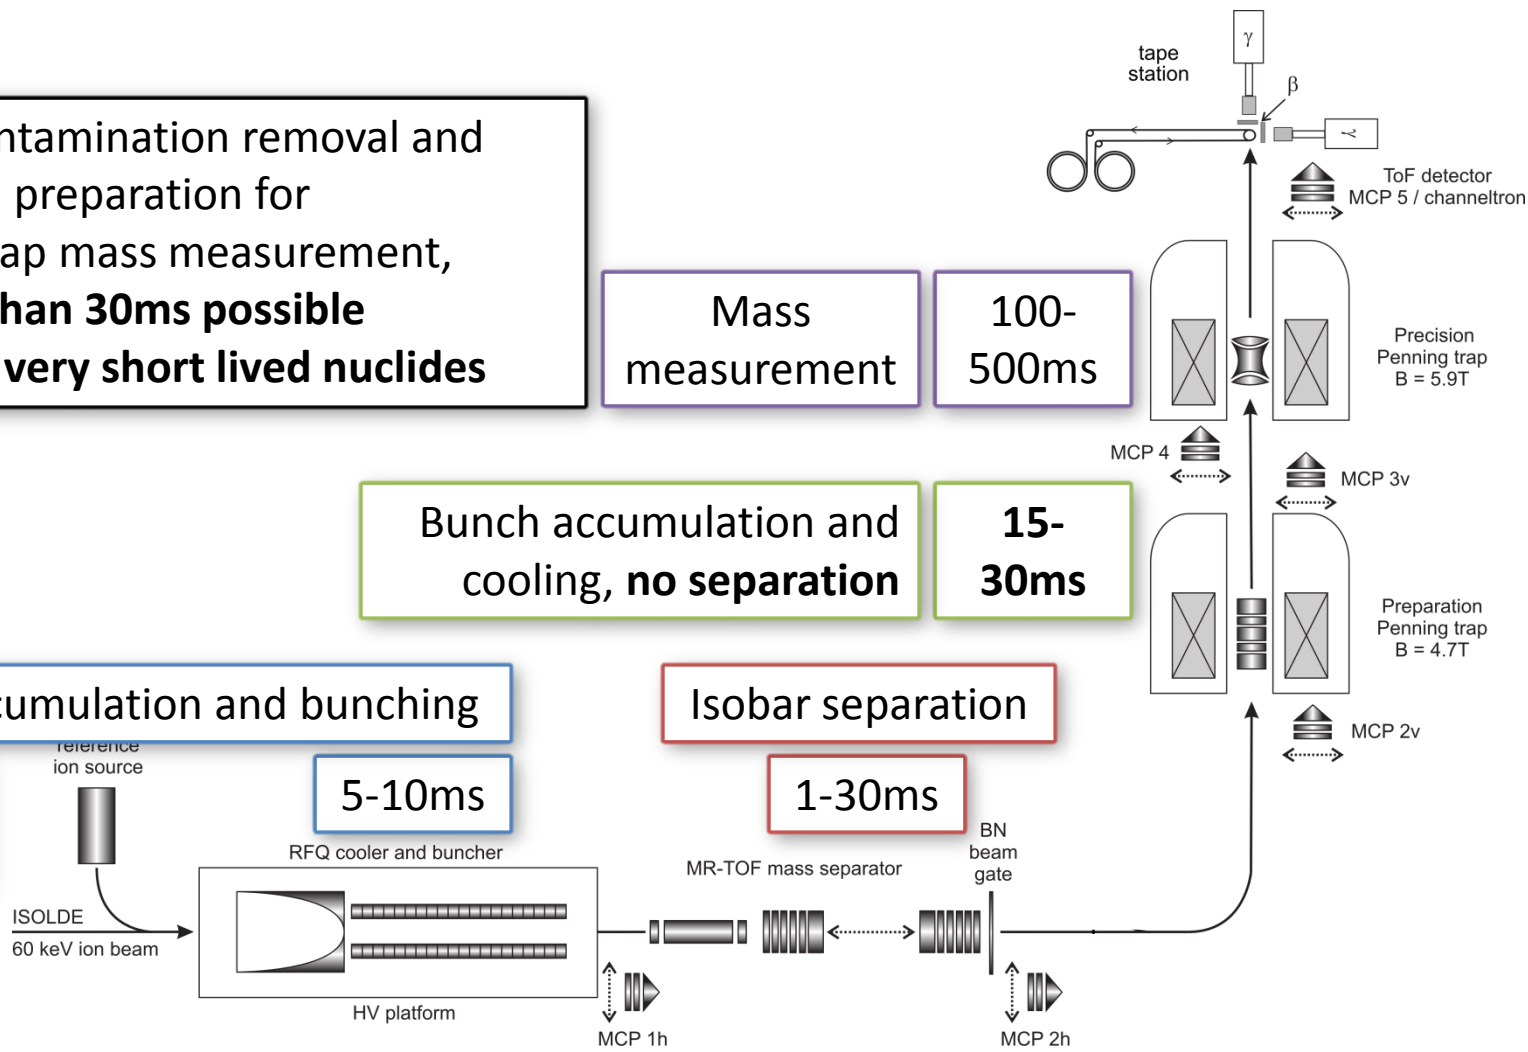 γ
tape
station
β
γ
ToF detector
MCP 5 / channeltron
ntamination removal and
preparation for
ap mass measurement,
han 30ms possible
very short lived nuclides
Mass
measurement
100-
500ms
Precision
Penning trap
B = 5.9T
MCP 4
MCP 3v
Bunch accumulation and
cooling, no separation
15-
30ms
Preparation
Penning trap
B = 4.7T
cumulation and bunching
Isobar separation
MCP 2v
reference
ion source
5-10ms
1-30ms
RFQ cooler and buncher
MR-TOF mass separator
BN
beam
gate
ISOLDE
60 keV ion beam
HV platform
MCP 1h
MCP 2h